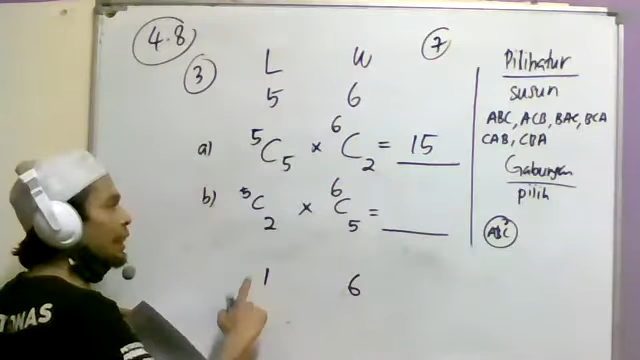 4.8
3
L W
5 6
a) ⁵C₅ × ⁶C₂ = 15
b) ⁵C₂ × ⁶C₅ =
1 6
7
Pilihatur
susun
ABC, ACB, BAC, BCA
CAB, CBA
Gabungan
pilih
ABC